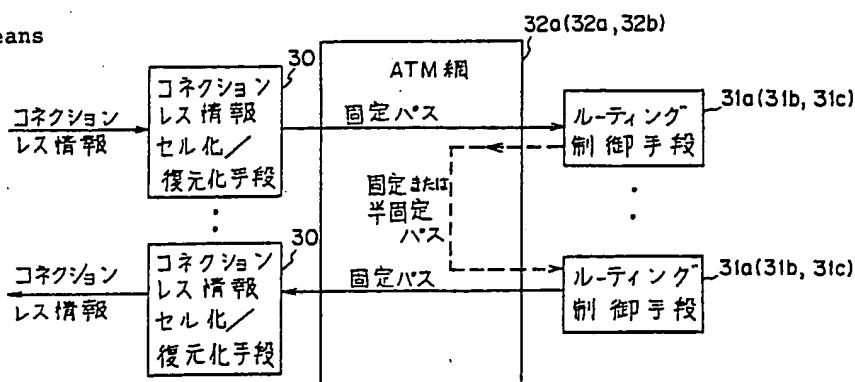 eans
32a(32a, 32b)
30
ATM網
31a(31b, 31c)
コネクション
レス情報
コネクション
レス情報
セル化／
復元化手段
固定パス
ルーティング
制御手段
固定または
半固定
パス
30
31a(31b, 31c)
コネクション
レス情報
コネクション
レス情報
セル化／
復元化手段
固定パス
ルーティング
制御手段